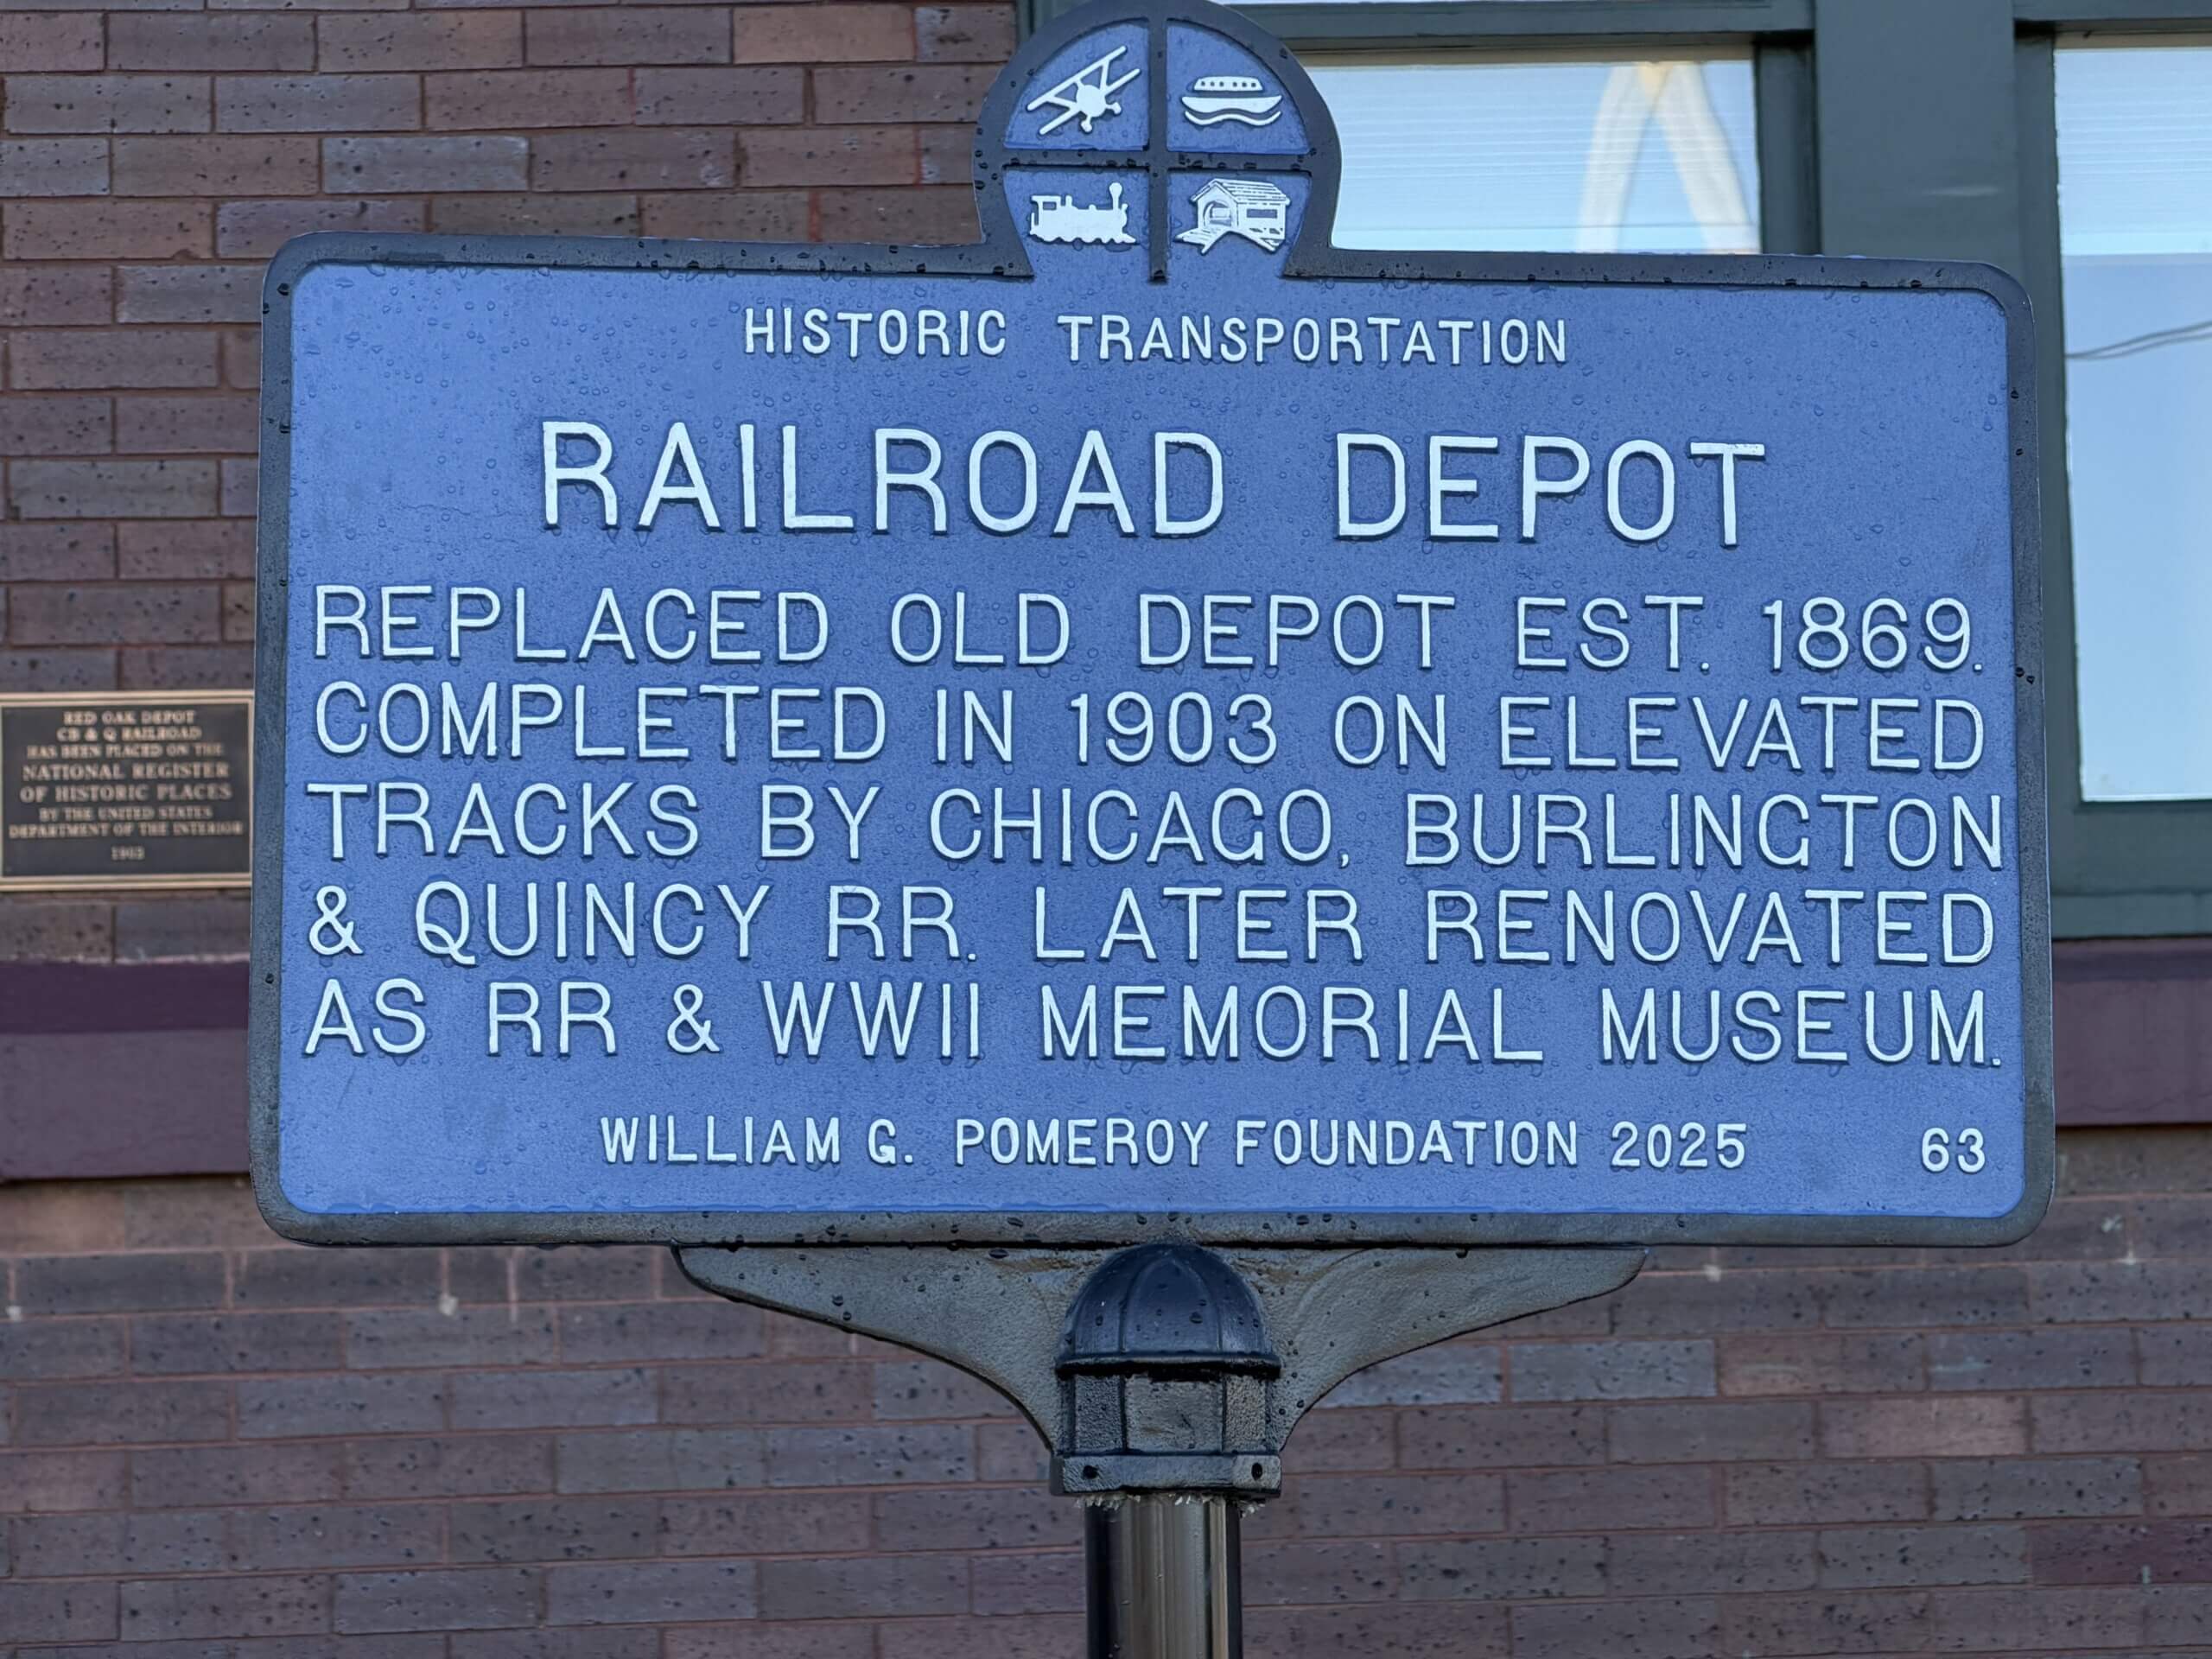 HISTORIC TRANSPORTATION
RAILROAD DEPOT
REPLACED OLD DEPOT EST. 1869.
COMPLETED IN 1903 ON ELEVATED
TRACKS BY CHICAGO, BURLINGTON
& QUINCY RR. LATER RENOVATED
AS RR & WWII MEMORIAL MUSEUM.
WILLIAM G. POMEROY FOUNDATION 2025 63
RED OAK DEPOT
CB & Q RAILROAD
HAS BEEN PLACED ON THE
NATIONAL REGISTER
OF HISTORIC PLACES
BY THE UNITED STATES
DEPARTMENT OF THE INTERIOR